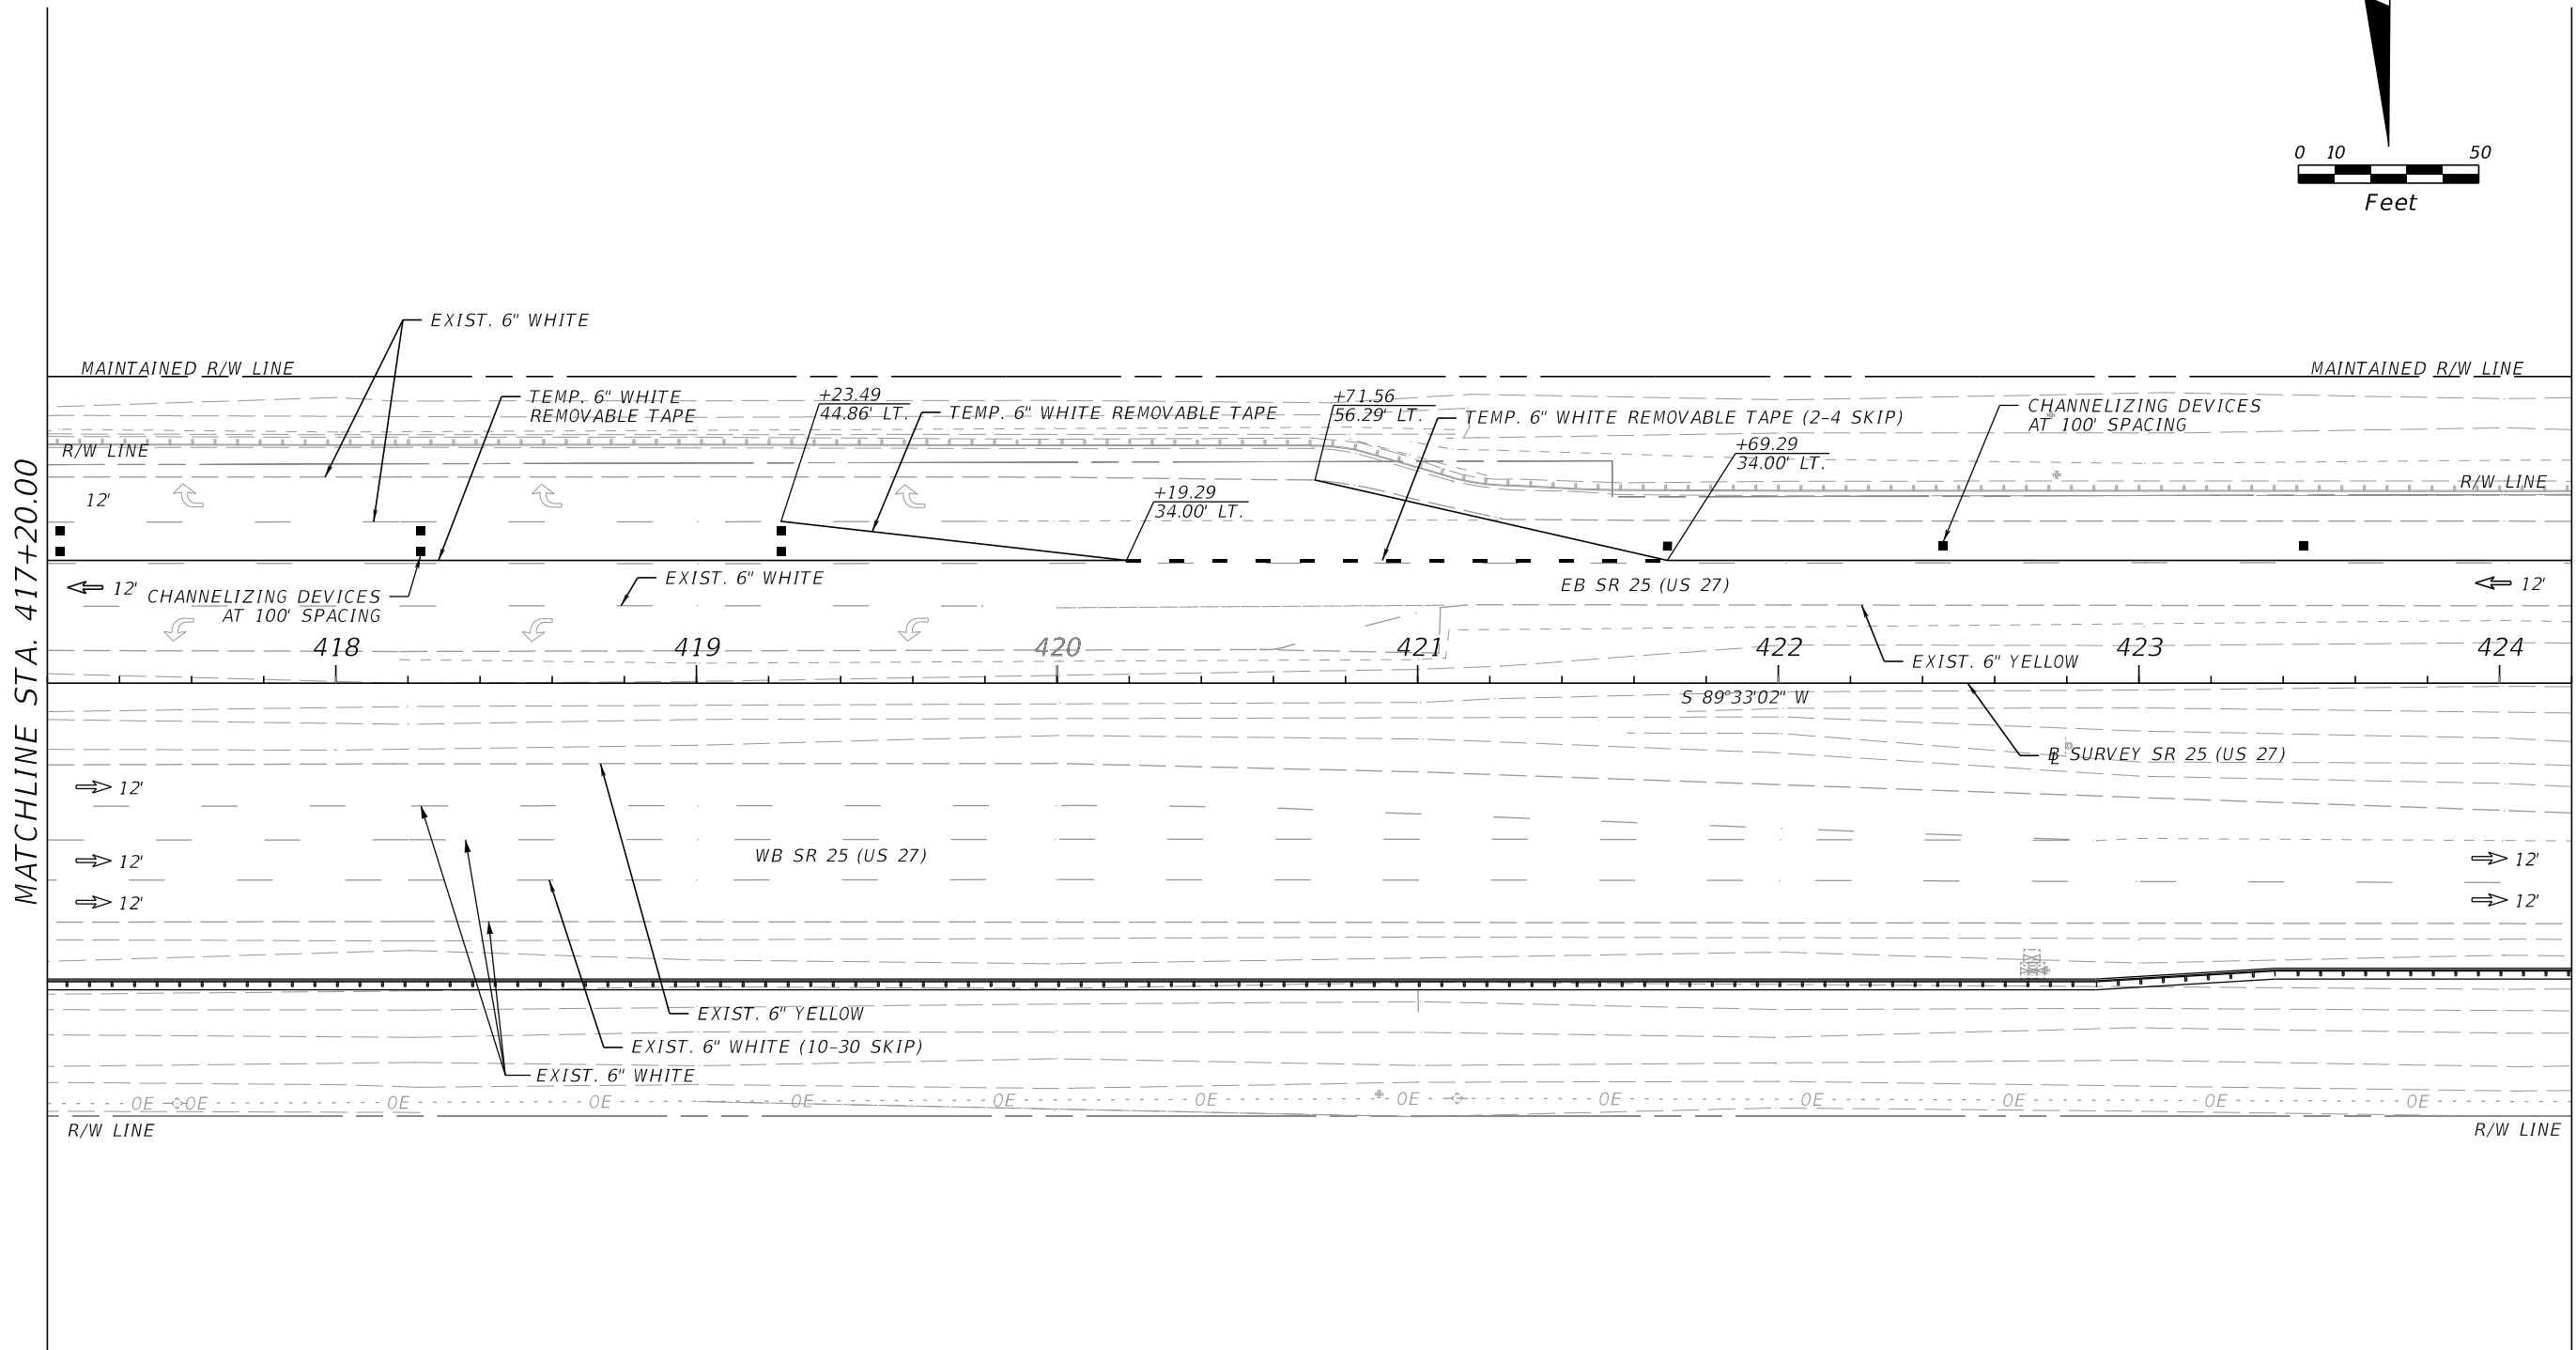 0 10 50
Feet
EXIST. 6" WHITE
MAINTAINED R/W LINE
MAINTAINED R/W LINE
TEMP. 6" WHITE
REMOVABLE TAPE
+23.49
44.86' LT.
TEMP. 6" WHITE REMOVABLE TAPE
+71.56
56.29' LT.
TEMP. 6" WHITE REMOVABLE TAPE (2-4 SKIP)
CHANNELIZING DEVICES
AT 100' SPACING
+69.29
34.00' LT.
R/W LINE
R/W LINE
12'
+19.29
34.00' LT.
MATCHLINE STA. 417+20.00
12'
CHANNELIZING DEVICES
AT 100' SPACING
EXIST. 6" WHITE
EB SR 25 (US 27)
12'
418 419 420 421 422 423 424
EXIST. 6" YELLOW
S 89°33'02" W
BL SURVEY SR 25 (US 27)
12'
12'
12'
WB SR 25 (US 27)
12'
12'
EXIST. 6" YELLOW
EXIST. 6" WHITE (10-30 SKIP)
EXIST. 6" WHITE
OE OE OE OE OE OE OE OE OE OE OE OE OE
R/W LINE
R/W LINE